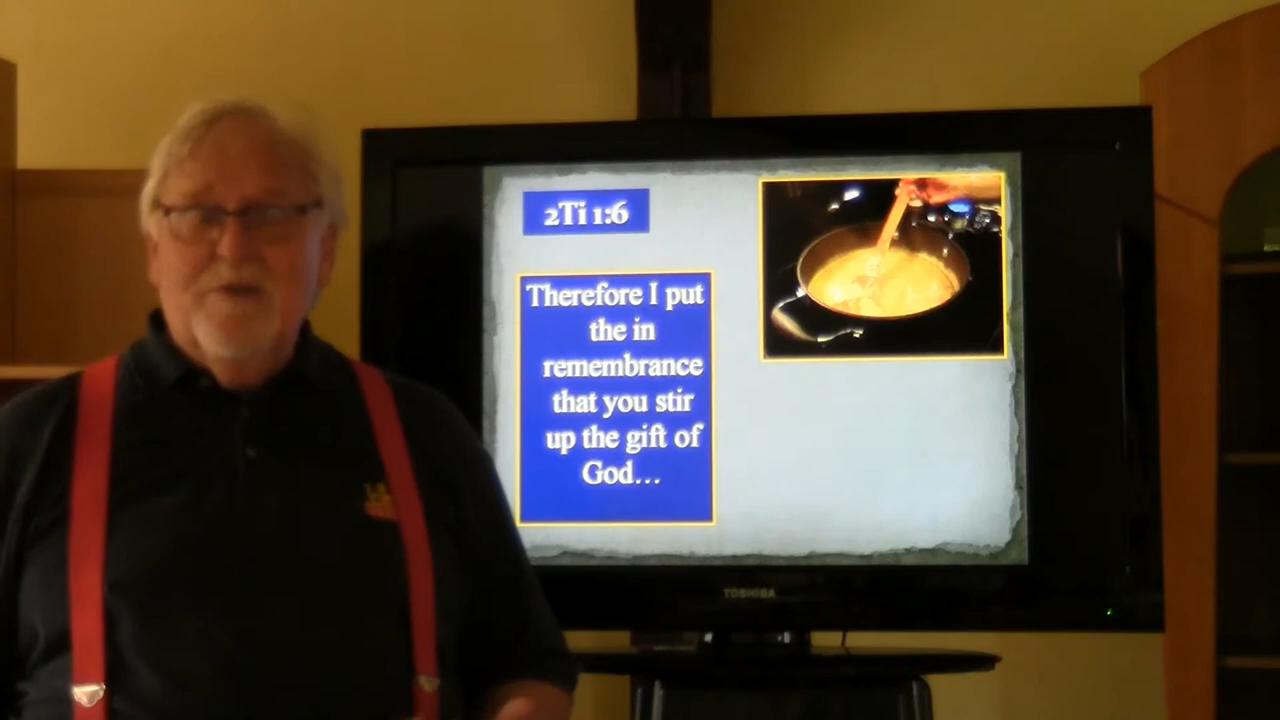 2Ti 1:6
Therefore I put
the in
remembrance
that you stir
up the gift of
God...
TOSHIBA